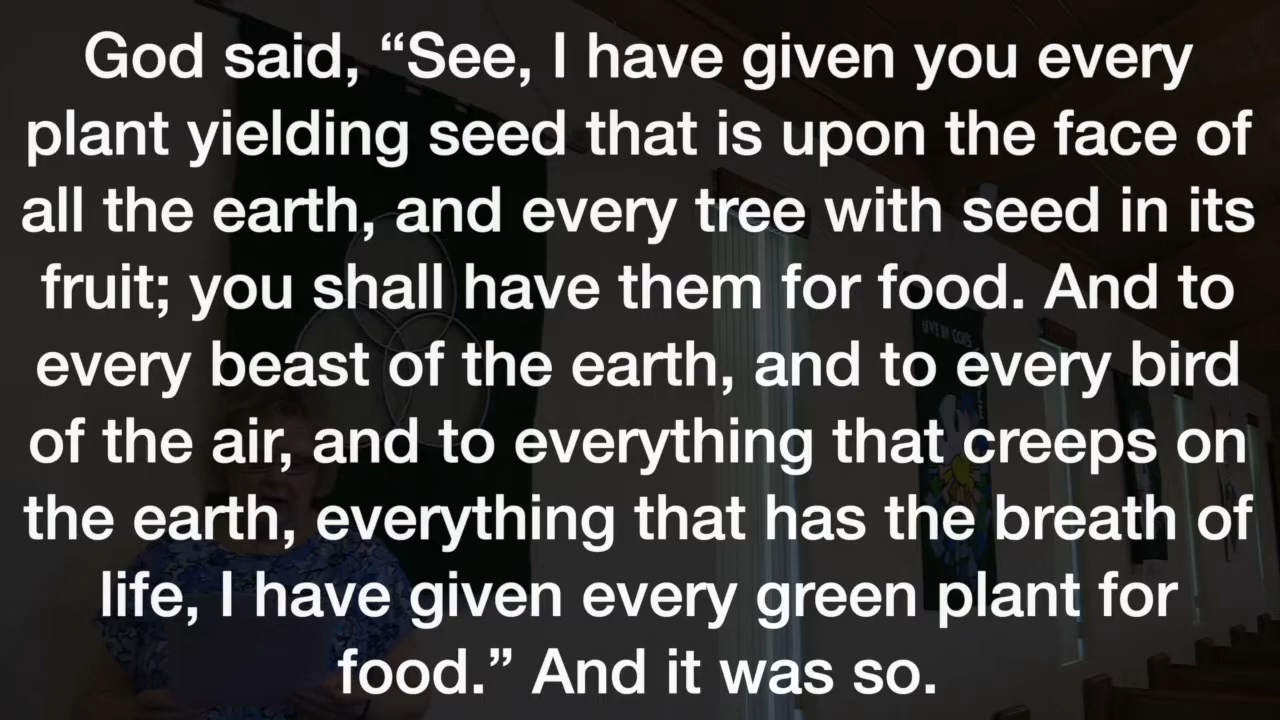 God said, “See, I have given you every
plant yielding seed that is upon the face of
all the earth, and every tree with seed in its
fruit; you shall have them for food. And to
every beast of the earth, and to every bird
of the air, and to everything that creeps on
the earth, everything that has the breath of
life, I have given every green plant for
food.” And it was so.